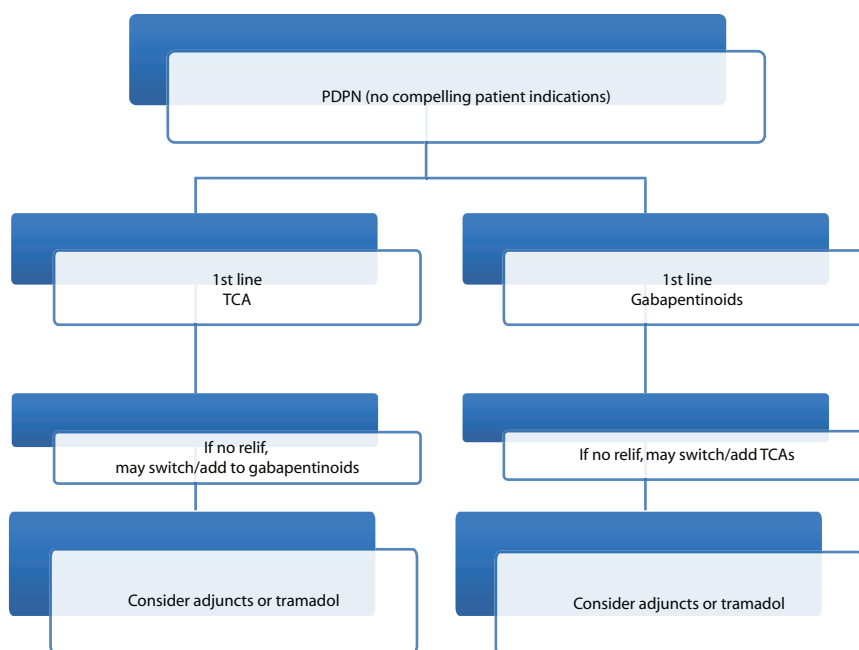 PDPN (no compelling patient indications)
1st line
TCA
1st line
Gabapentinoids
If no relif,
may switch/add to gabapentinoids
If no relif, may switch/add TCAs
Consider adjuncts or tramadol
Consider adjuncts or tramadol